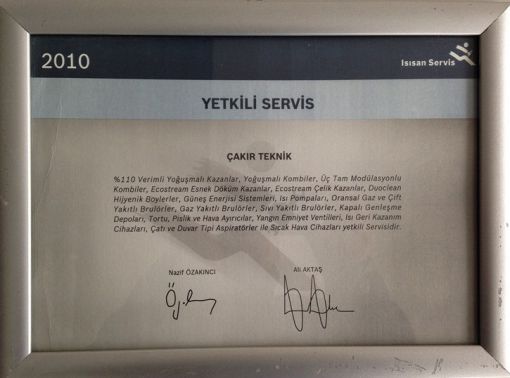 2010
Isısan Servis
YETKİLİ SERVİS
ÇAKIR TEKNİK
%110 Verimli Yoğuşmalı Kazanlar, Yoğuşmalı Kombiler, Üç Tam Modülasyonlu
Kombiler, Ecostream Esnek Döküm Kazanlar, Ecostream Çelik Kazanlar, Duoclean
Hijyenik Boylerler, Güneş Enerjisi Sistemleri, Isı Pompaları, Oransal Gaz ve Çift
Yakıtlı Brulörler, Gaz Yakıtlı Brulörler, Sıvı Yakıtlı Brulörler, Kapalı Genleşme
Depoları, Tortu, Pislik ve Hava Ayırıcılar, Yangın Emniyet Ventilleri, Isı Geri Kazanım
Cihazları, Çatı ve Duvar Tipi Aspiratörler ile Sıcak Hava Cihazları yetkili Servisidir.
Nazif ÖZAKINCI
Ali AKTAŞ